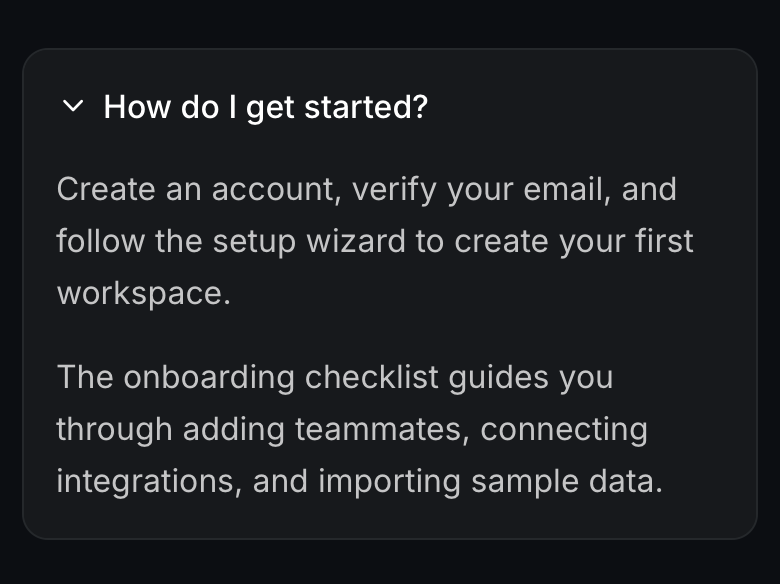 How do I get started?
Create an account, verify your email, and
follow the setup wizard to create your first
workspace.
The onboarding checklist guides you
through adding teammates, connecting
integrations, and importing sample data.